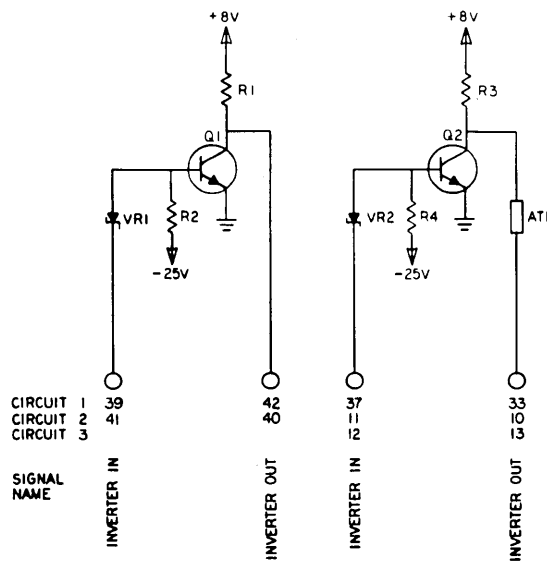 +8V
+8V
R1
R3
Q1
Q2
VR1
R2
VR2
R4
-25V
-25V
CIRCUIT 1 39 42 37 33
CIRCUIT 2 41 40 11 10
CIRCUIT 3 12 13
SIGNAL
NAME
INVERTER IN
INVERTER OUT
INVERTER IN
INVERTER OUT